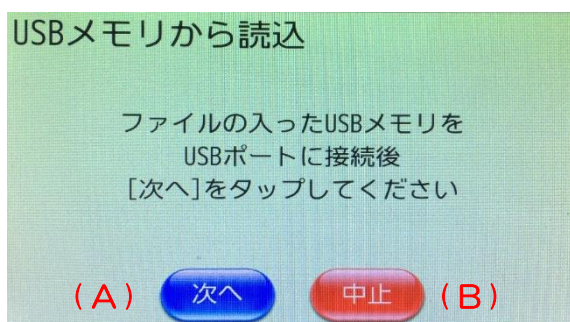 USBメモリから読込
ファイルの入ったUSBメモリを
USBポートに接続後
[次へ]をタップしてください
(A) 次へ 中止 (B)